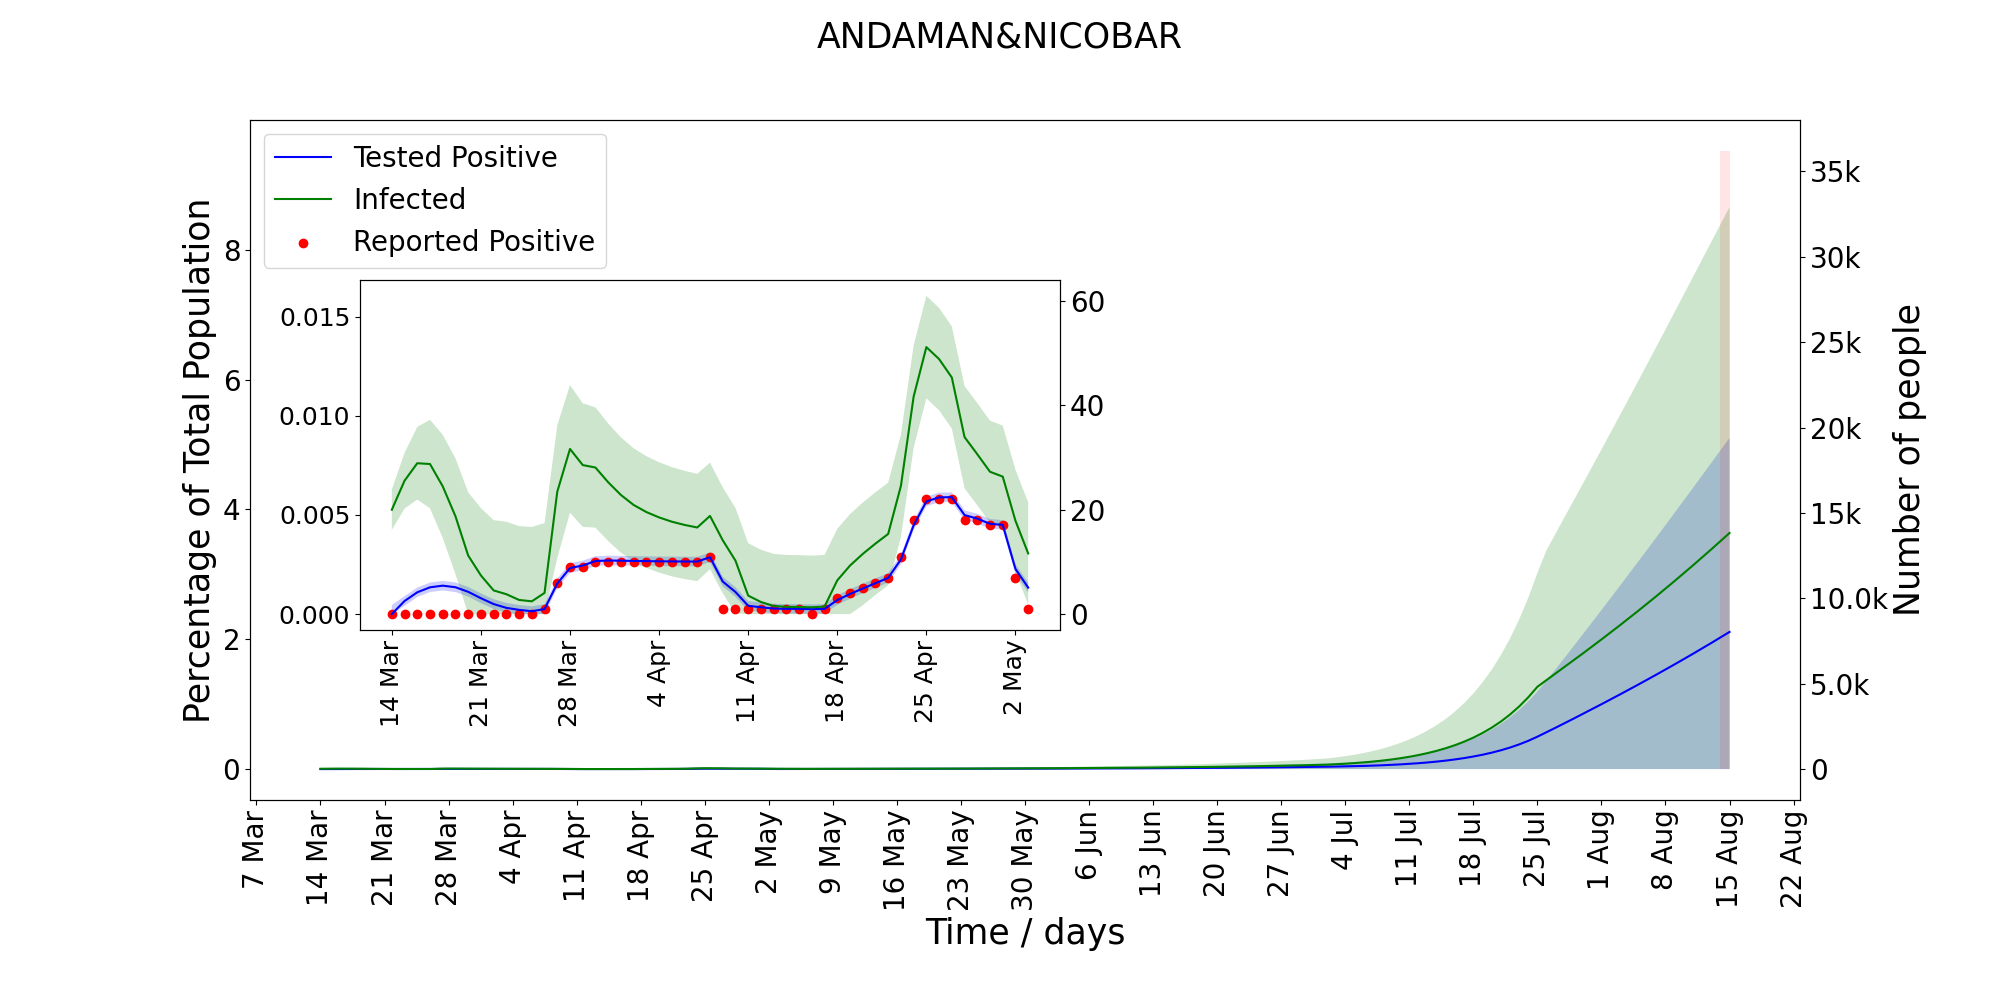 ANDAMAN&NICOBAR
Tested Positive
Infected
Reported Positive
Percentage of Total Population
8
6
4
2
0
0.015
0.010
0.005
0.000
60
40
20
0
14 Mar
21 Mar
28 Mar
4 Apr
11 Apr
18 Apr
25 Apr
2 May
35k
30k
25k
20k
15k
10.0k
5.0k
0
Number of people
7 Mar
14 Mar
21 Mar
28 Mar
4 Apr
11 Apr
18 Apr
25 Apr
2 May
9 May
16 May
23 May
30 May
6 Jun
13 Jun
20 Jun
27 Jun
4 Jul
11 Jul
18 Jul
25 Jul
1 Aug
8 Aug
15 Aug
22 Aug
Time / days